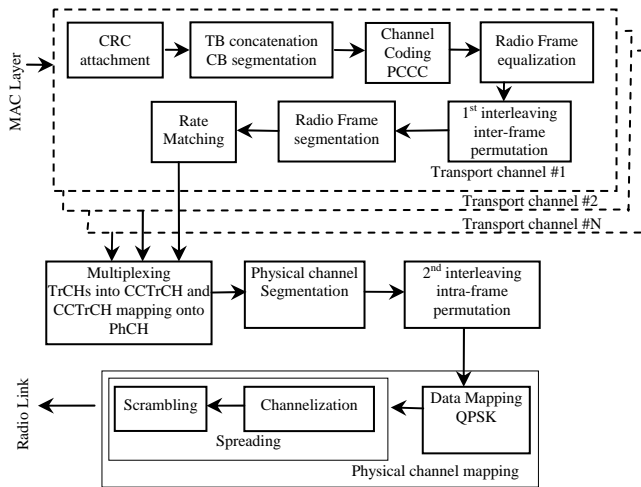 MAC Layer
CRC
attachment
TB concatenation
CB segmentation
Channel
Coding
PCCC
Radio Frame
equalization
Rate
Matching
Radio Frame
segmentation
1st interleaving
inter-frame
permutation
Transport channel #1
Transport channel #2
Transport channel #N
Multiplexing
TrCHs into CCTrCH and
CCTrCH mapping onto
PhCH
Physical channel
Segmentation
2nd interleaving
intra-frame
permutation
Radio Link
Scrambling
Channelization
Spreading
Data Mapping
QPSK
Physical channel mapping